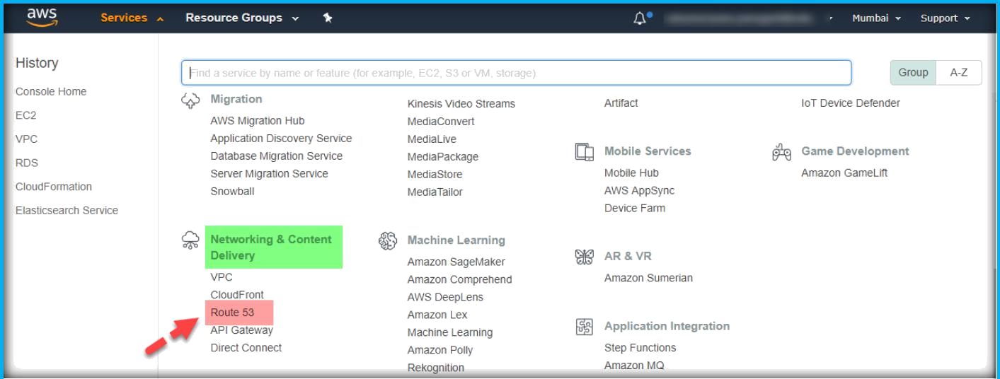 aws
Services
Resource Groups
Mumbai
Support
History
Console Home
EC2
VPC
RDS
CloudFormation
Elasticsearch Service
Find a service by name or feature (for example, EC2, S3 or VM, storage).
Group
A-Z
Migration
AWS Migration Hub
Application Discovery Service
Database Migration Service
Server Migration Service
Snowball
Networking & Content
Delivery
VPC
CloudFront
Route 53
API Gateway
Direct Connect
Kinesis Video Streams
MediaConvert
MediaLive
MediaPackage
MediaStore
MediaTailor
Machine Learning
Amazon SageMaker
Amazon Comprehend
AWS DeepLens
Amazon Lex
Machine Learning
Amazon Polly
Rekognition
Artifact
Mobile Services
Mobile Hub
AWS AppSync
Device Farm
AR & VR
Amazon Sumerian
Application Integration
Step Functions
Amazon MQ
IoT Device Defender
Game Development
Amazon GameLift